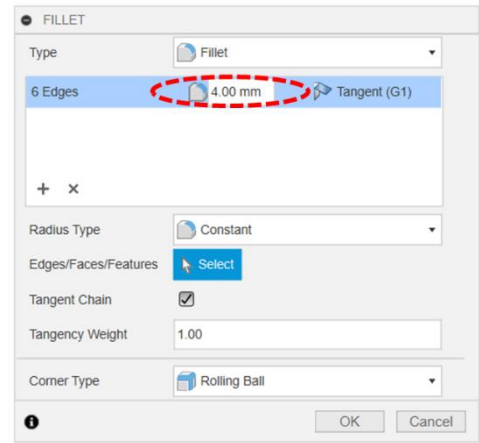 FILLET
Type Fillet
6 Edges 4.00 mm Tangent (G1)
Radius Type Constant
Edges/Faces/Features Select
Tangent Chain
Tangency Weight 1.00
Corner Type Rolling Ball
OK Cancel